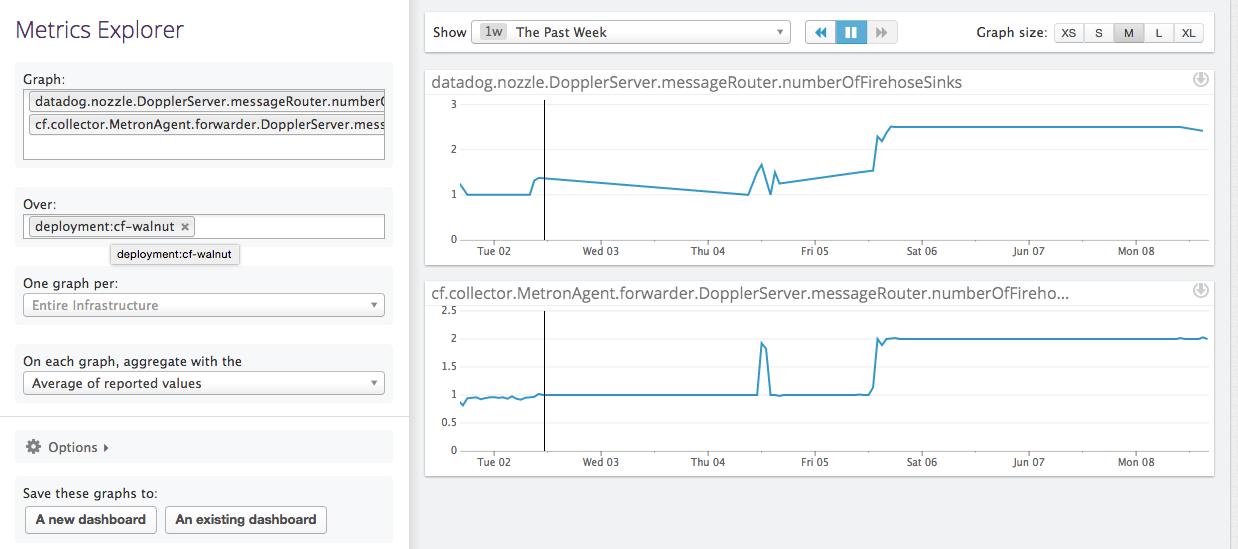 Metrics Explorer
Graph:
datadog.nozzle.DopplerServer.messageRouter.numberO
cf.collector.MetronAgent.forwarder.DopplerServer.mess
Over:
deployment:cf-walnut ×
deployment:cf-walnut
One graph per:
Entire Infrastructure
On each graph, aggregate with the
Average of reported values
Options
Save these graphs to:
A new dashboard An existing dashboard
Show 1w The Past Week Graph size: XS S M L XL
datadog.nozzle.DopplerServer.messageRouter.numberOfFirehoseSinks
3
2
1
0
Tue 02 Wed 03 Thu 04 Fri 05 Sat 06 Jun 07 Mon 08
cf.collector.MetronAgent.forwarder.DopplerServer.messageRouter.numberOfFireho...
2.5
2
1.5
1
0.5
0
Tue 02 Wed 03 Thu 04 Fri 05 Sat 06 Jun 07 Mon 08